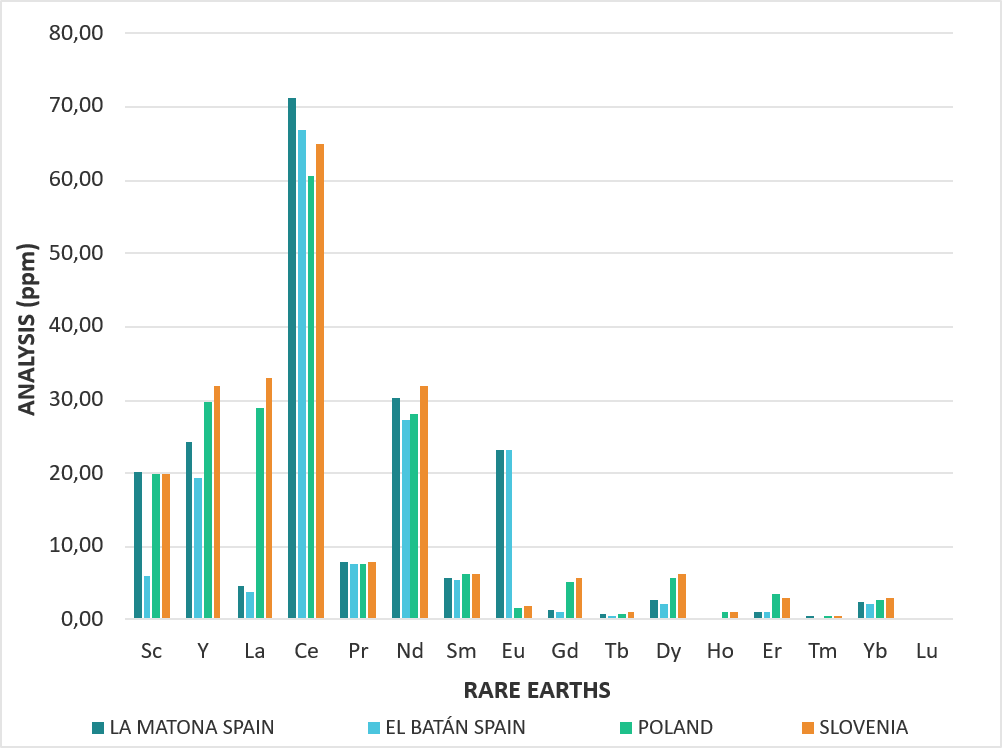 80,00
70,00
60,00
50,00
40,00
30,00
20,00
10,00
0,00
ANALYSIS (ppm)
Sc Y La Ce Pr Nd Sm Eu Gd Tb Dy Ho Er Tm Yb Lu
RARE EARTHS
LA MATONA SPAIN EL BATÁN SPAIN POLAND SLOVENIA